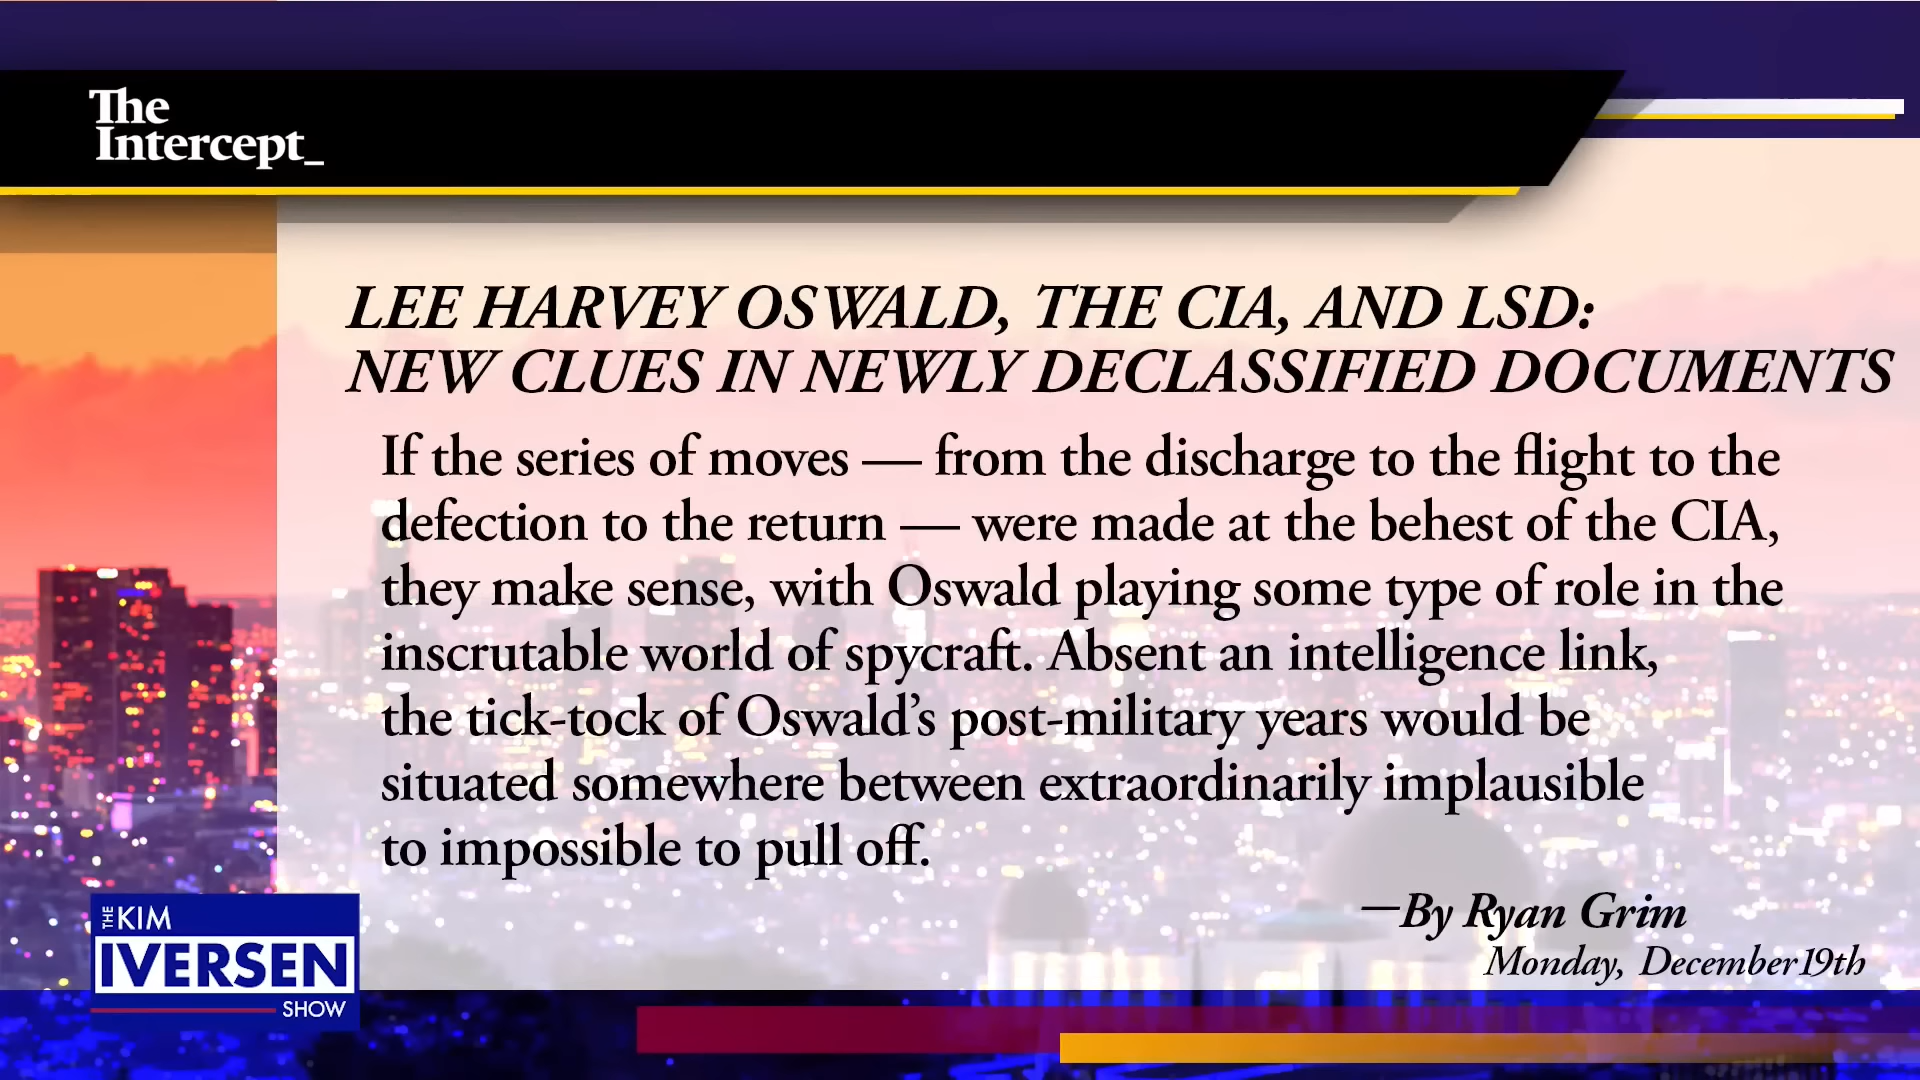 The
Intercept_
LEE HARVEY OSWALD, THE CIA, AND LSD:
NEW CLUES IN NEWLY DECLASSIFIED DOCUMENTS
If the series of moves — from the discharge to the flight to the
defection to the return — were made at the behest of the CIA,
they make sense, with Oswald playing some type of role in the
inscrutable world of spycraft. Absent an intelligence link,
the tick-tock of Oswald’s post-military years would be
situated somewhere between extraordinarily implausible
to impossible to pull off.
—By Ryan Grim
Monday, December19th
THE KIM
IVERSEN
SHOW